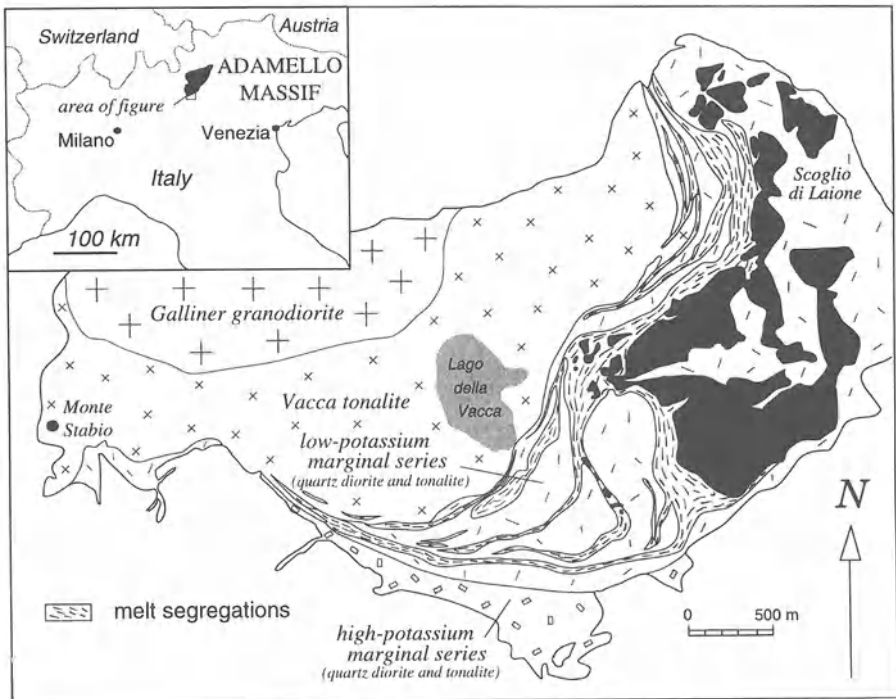 Switzerland
Austria
ADAMELLO
MASSIF
area of figure
Milano
Venezia
Italy
100 km
Scoglio
di Laione
Galliner granodiorite
Lago
della
Vacca
Monte
Stabio
Vacca tonalite
low-potassium
marginal series
(quartz diorite and tonalite)
N
melt segregations
0 500 m
high-potassium
marginal series
(quartz diorite and tonalite)